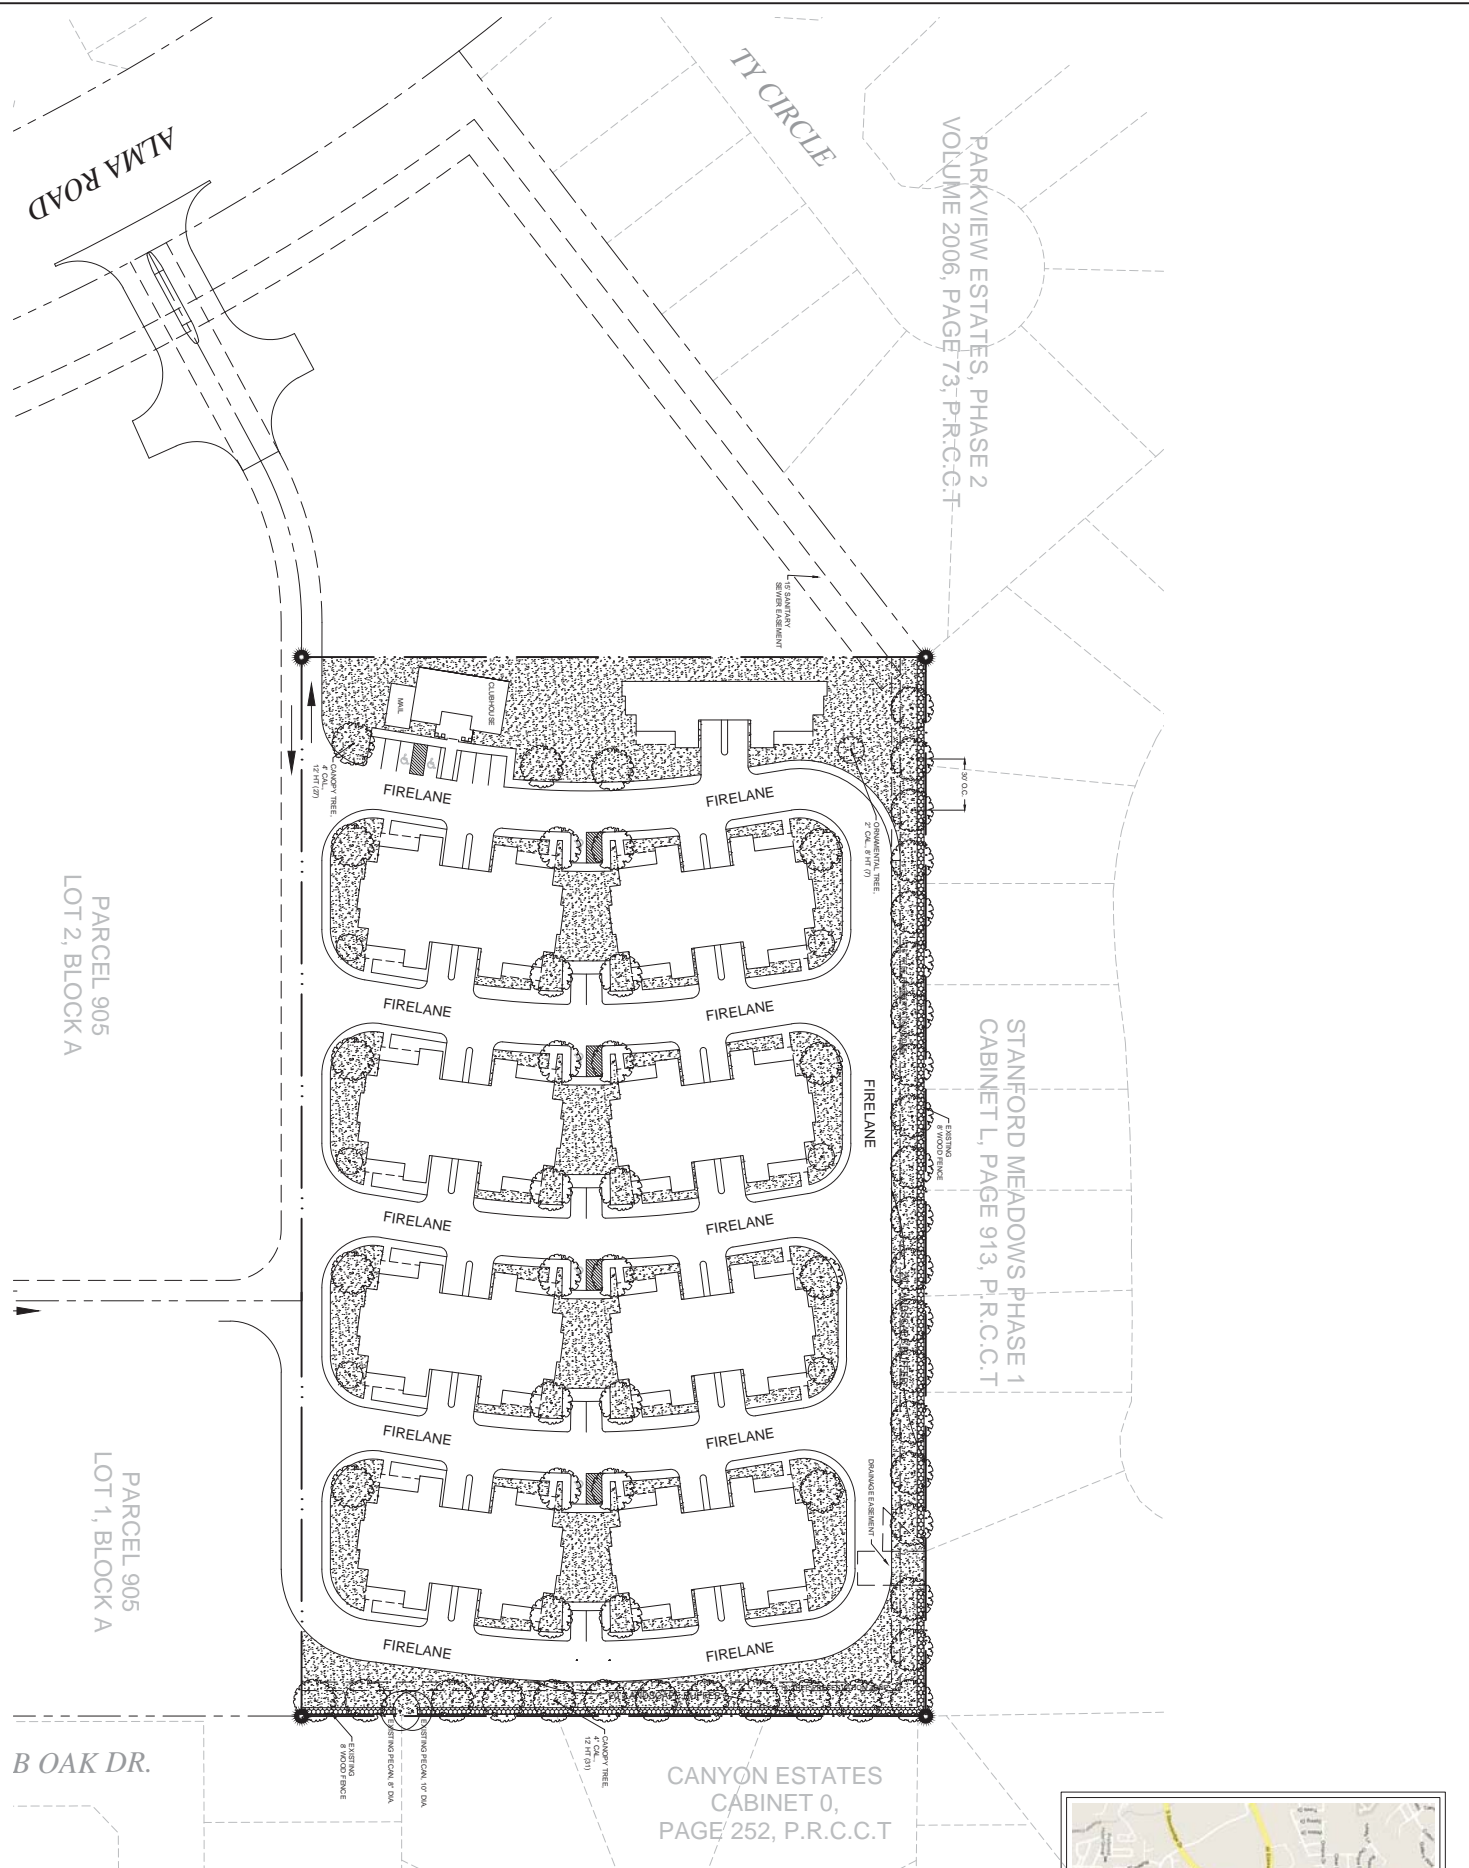 TY CIRCLE
ALMA ROAD
PARKVIEW ESTATES, PHASE 2
VOLUME 2006, PAGE 73, P.R.C.C.T
15' SANITARY
SEWER EASEMENT
CLUBHOUSE
MAIL
CANOPY TREE,
4" CAL.,
12' HT (27)
30' O.C.
FIRELANE
FIRELANE
ORNAMENTAL TREE,
2" CAL., 8' HT (7)
PARCEL 905
LOT 2, BLOCK A
FIRELANE
FIRELANE
STANFORD MEADOWS PHASE 1
CABINET L, PAGE 913, P.R.C.C.T
FIRELANE
EXISTING
8' WOOD FENCE
FIRELANE
FIRELANE
FIRELANE
FIRELANE
PARCEL 905
LOT 1, BLOCK A
DRAINAGE EASEMENT
FIRELANE
FIRELANE
LANDSCAPE BUFFER
EXISTING
8' WOOD FENCE
EXISTING PECAN, 8" DIA.
EXISTING PECAN, 10" DIA.
CANOPY TREE,
4" CAL.,
12' HT (31)
B OAK DR.
CANYON ESTATES
CABINET 0,
PAGE 252, P.R.C.C.T